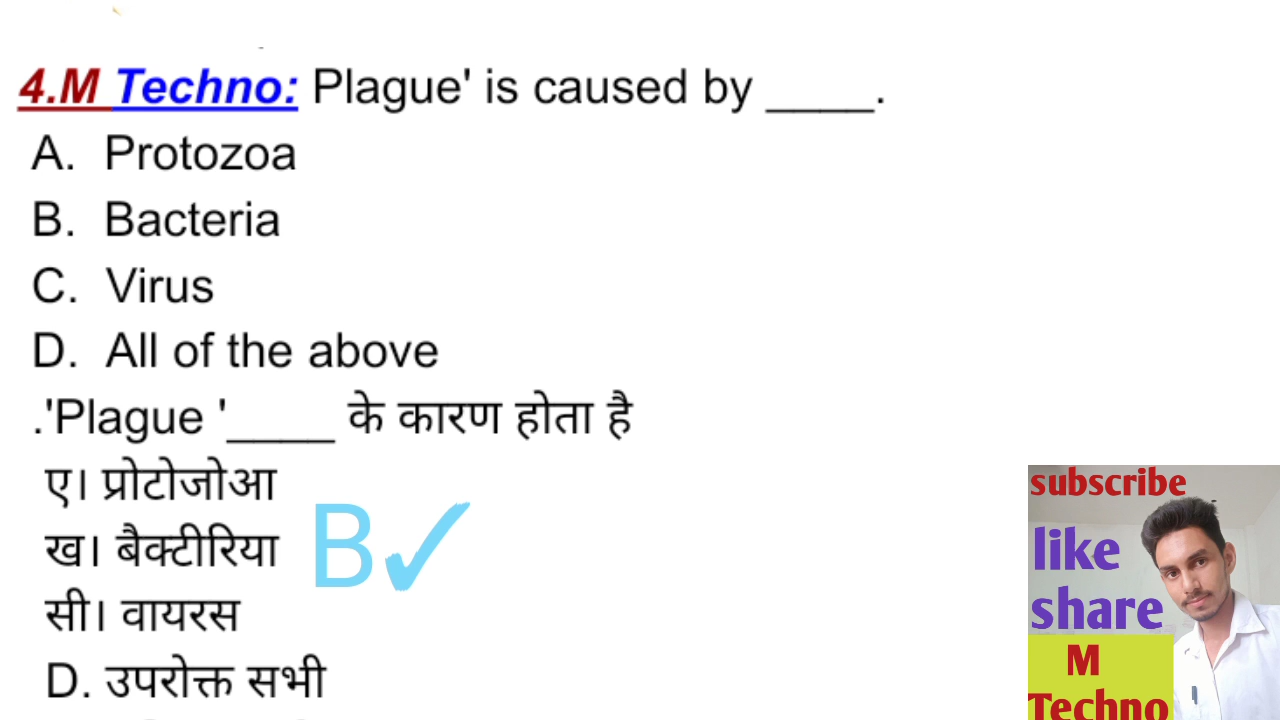 4.M Techno: Plague' is caused by ____.
A. Protozoa
B. Bacteria
C. Virus
D. All of the above
.'Plague '____ के कारण होता है
ए। प्रोटोजोआ
ख। बैक्टीरिया
B✓
सी। वायरस
D. उपरोक्त सभी
subscribe
like
share
M
Techno